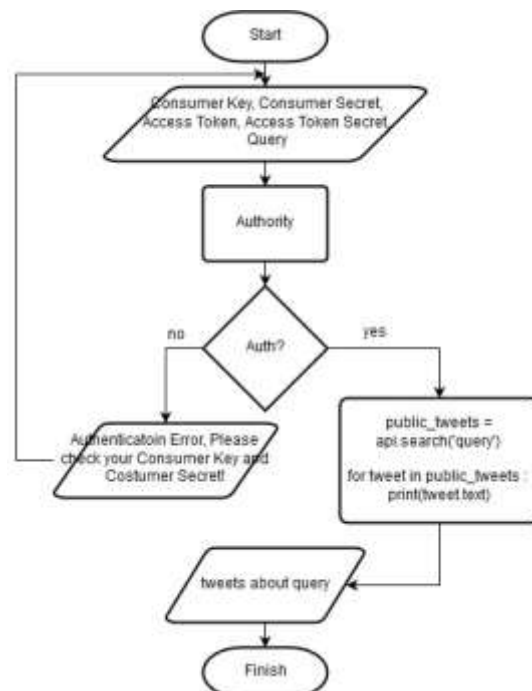 Start
Consumer Key, Consumer Secret,
Access Token, Access Token Secret
Query
Authority
Auth?
no
yes
Authenticatoin Error, Please
check your Consumer Key and
Costumer Secret!
public_tweets =
api.search('query')
for tweet in public_tweets :
print(tweet.text)
tweets about query
Finish